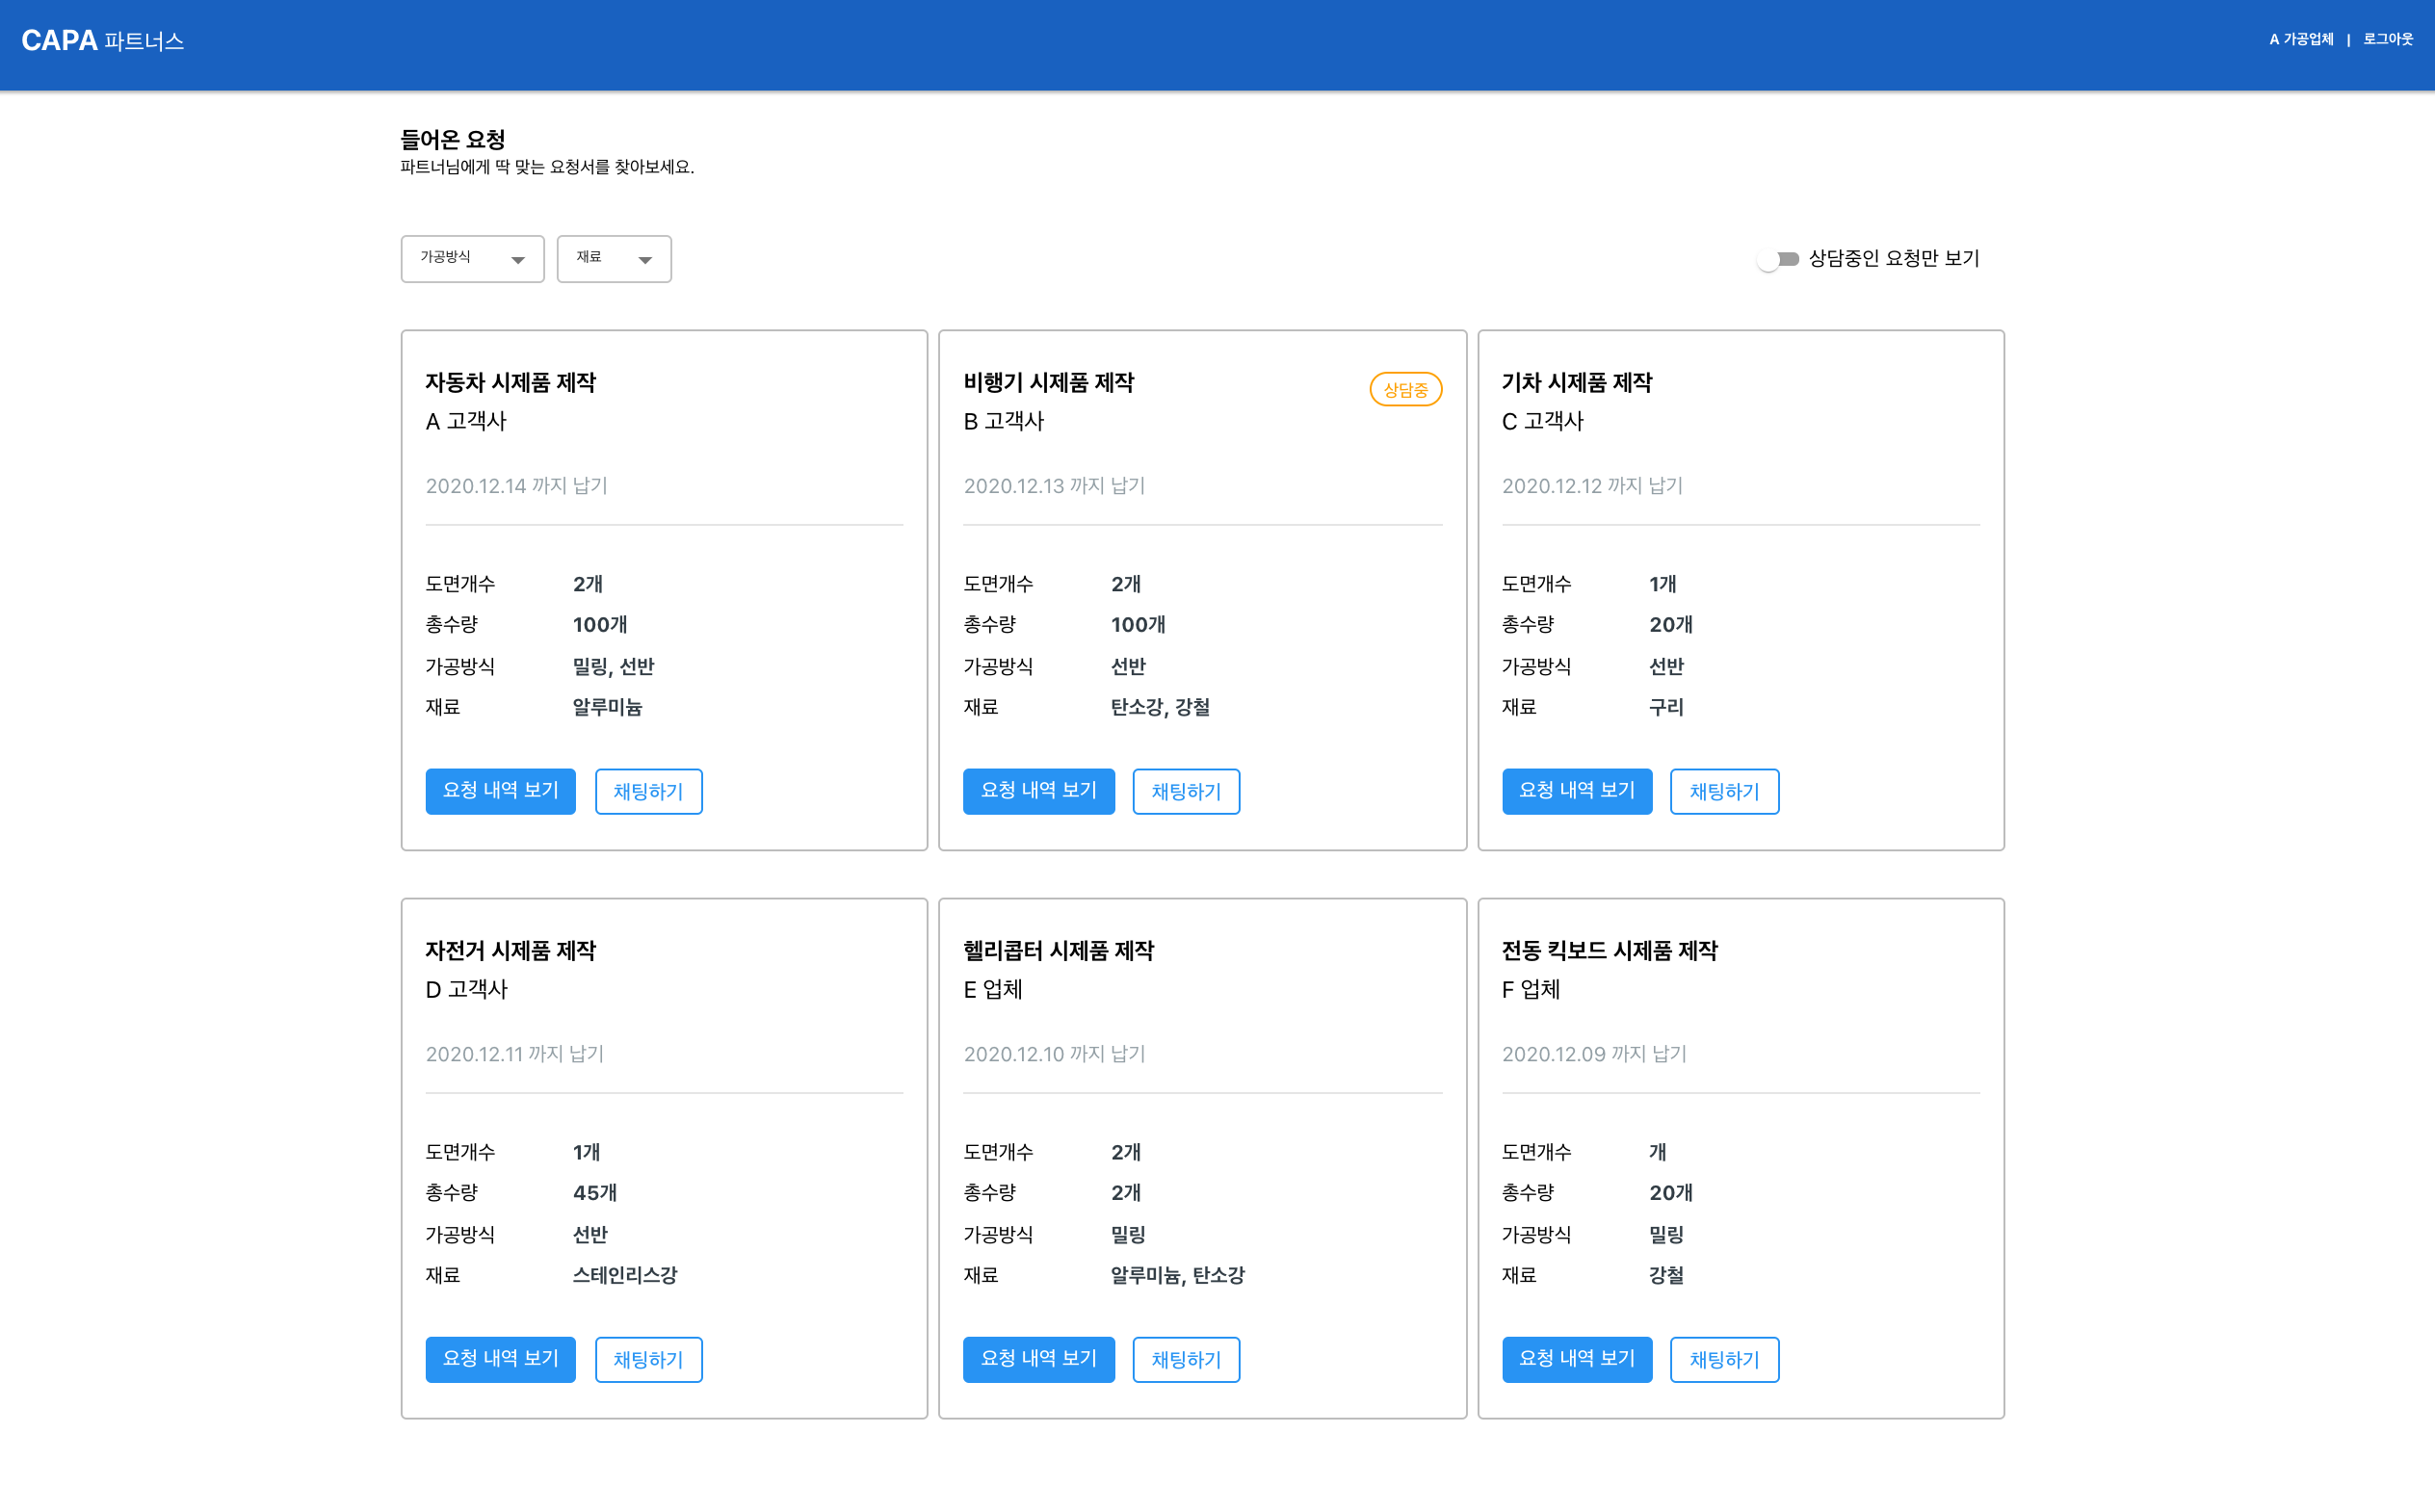 CAPA 파트너스
A 가공업체 | 로그아웃
들어온 요청
파트너님에게 딱 맞는 요청서를 찾아보세요.
가공방식
재료
상담중인 요청만 보기
자동차 시제품 제작
A 고객사
2020.12.14 까지 납기
도면개수 2개
총수량 100개
가공방식 밀링, 선반
재료 알루미늄
요청 내역 보기
채팅하기
비행기 시제품 제작
상담중
B 고객사
2020.12.13 까지 납기
도면개수 2개
총수량 100개
가공방식 선반
재료 탄소강, 강철
요청 내역 보기
채팅하기
기차 시제품 제작
C 고객사
2020.12.12 까지 납기
도면개수 1개
총수량 20개
가공방식 선반
재료 구리
요청 내역 보기
채팅하기
자전거 시제품 제작
D 고객사
2020.12.11 까지 납기
도면개수 1개
총수량 45개
가공방식 선반
재료 스테인리스강
요청 내역 보기
채팅하기
헬리콥터 시제품 제작
E 업체
2020.12.10 까지 납기
도면개수 2개
총수량 2개
가공방식 밀링
재료 알루미늄, 탄소강
요청 내역 보기
채팅하기
전동 킥보드 시제품 제작
F 업체
2020.12.09 까지 납기
도면개수 개
총수량 20개
가공방식 밀링
재료 강철
요청 내역 보기
채팅하기